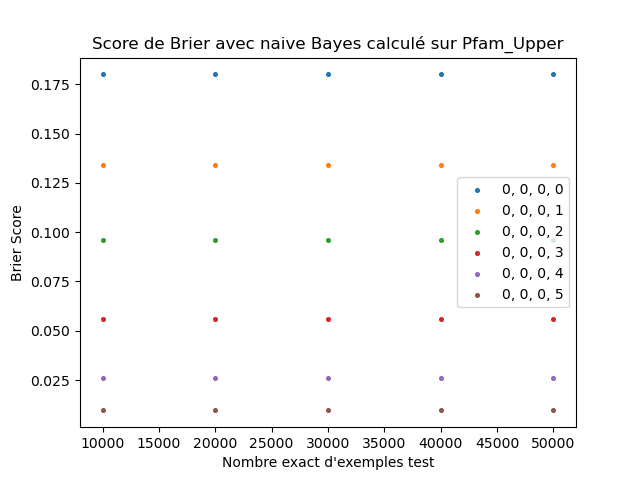 Score de Brier avec naive Bayes calculé sur Pfam_Upper
Brier Score
0.175
0.150
0.125
0.100
0.075
0.050
0.025
0, 0, 0, 0
0, 0, 0, 1
0, 0, 0, 2
0, 0, 0, 3
0, 0, 0, 4
0, 0, 0, 5
10000 15000 20000 25000 30000 35000 40000 45000 50000
Nombre exact d'exemples test